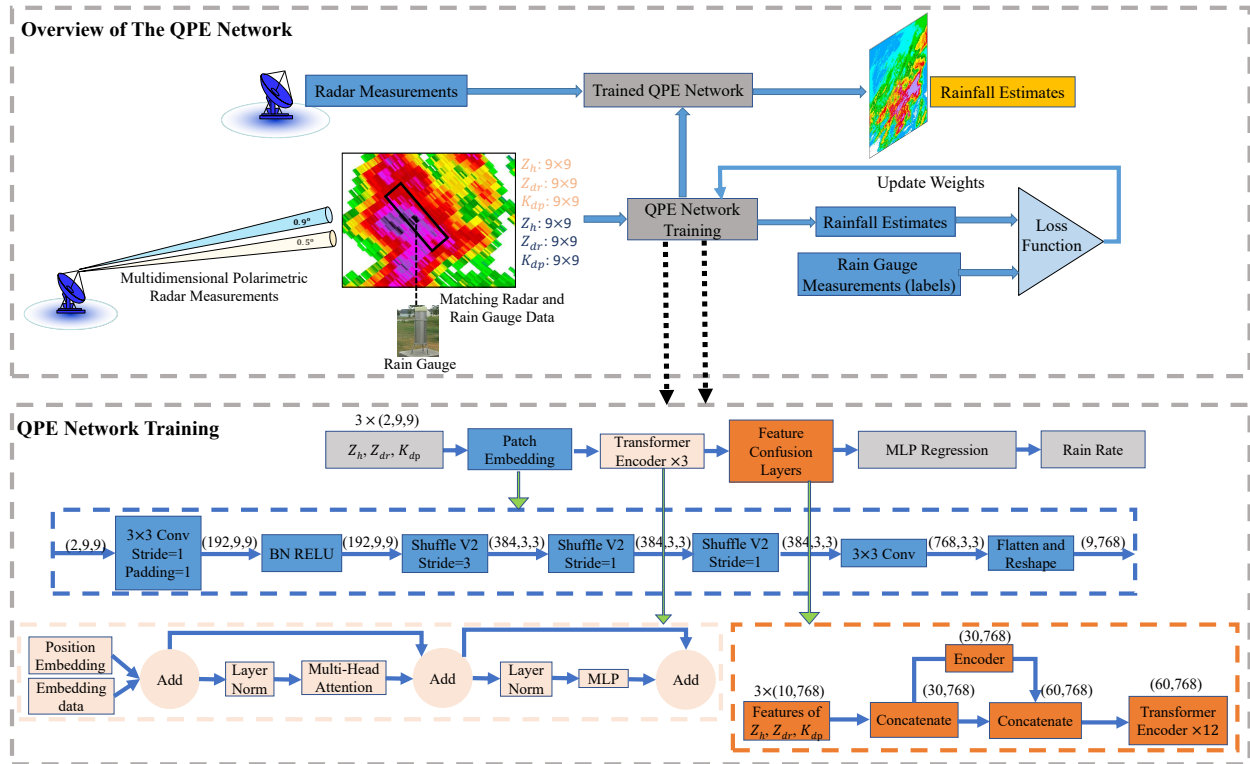 Overview of The QPE Network
Radar Measurements
Trained QPE Network
Rainfall Estimates
0.9°
0.5°
Multidimensional Polarimetric
Radar Measurements
Z_h: 9×9
Z_dr: 9×9
K_dp: 9×9
Z_h: 9×9
Z_dr: 9×9
K_dp: 9×9
Matching Radar and
Rain Gauge Data
Rain Gauge
QPE Network
Training
Update Weights
Rainfall Estimates
Rain Gauge
Measurements (labels)
Loss
Function
QPE Network Training
3×(2,9,9)
Z_h, Z_dr, K_dp
Patch
Embedding
Transformer
Encoder ×3
Feature
Confusion
Layers
MLP Regression
Rain Rate
(2,9,9)
3×3 Conv
Stride=1
Padding=1
(192,9,9)
BN RELU
(192,9,9)
Shuffle V2
Stride=3
(384,3,3)
Shuffle V2
Stride=1
(384,3,3)
Shuffle V2
Stride=1
(384,3,3)
3×3 Conv
(768,3,3)
Flatten and
Reshape
(9,768)
Position
Embedding
Embedding
data
Add
Layer
Norm
Multi-Head
Attention
Add
Layer
Norm
MLP
Add
3×(10,768)
Features of
Z_h, Z_dr, K_dp
Concatenate
(30,768)
(30,768)
Encoder
(60,768)
Concatenate
(60,768)
Transformer
Encoder ×12